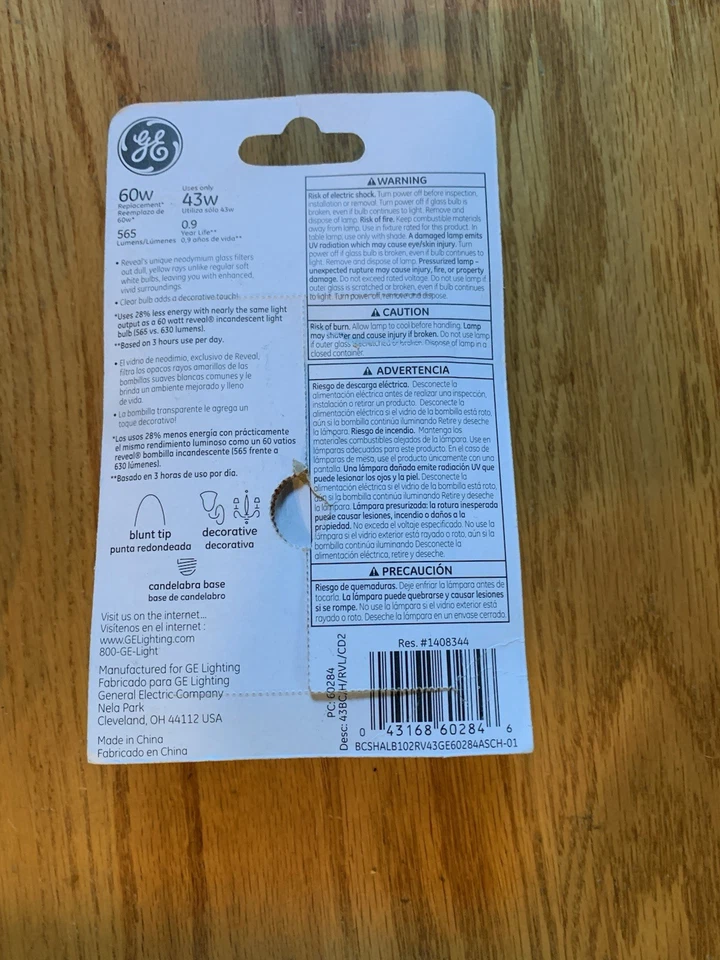 GE
60w
Replacement*
Reemplazo de
60w*
Uses only
43w
Utiliza sólo 43w
565
Lumens/Lúmenes
0.9
Year Life**
0,9 años de vida**
• Reveal's unique neodymium glass filters
out dull, yellow rays unlike regular soft
white bulbs, leaving you with enhanced,
vivid surroundings
• Clear bulb adds a decorative touch!
*Uses 28% less energy with nearly the same light
output as a 60 watt reveal® incandescent light
bulb (565 vs. 630 lumens).
**Based on 3 hours use per day.
• El vidrio de neodimio, exclusivo de Reveal,
filtra los opacos rayos amarillos de las
bombillas suaves blancas comunes y le
brinda un ambiente mejorado y lleno
de vida.
• La bombilla transparente le agrega un
toque decorativo!
*Los usos 28% menos energía con prácticamente
el mismo rendimiento luminoso como un 60 vatios
reveal® bombilla incandescente (565 frente a
630 lúmenes).
**Basado en 3 horas de uso por día.
blunt tip
punta redondeada
decorative
decorativa
candelabra base
base de candelabro
Visit us on the internet...
Visítenos en el internet :
www.GELighting.com
800-GE-Light
Manufactured for GE Lighting
Fabricado para GE Lighting
General Electric Company
Nela Park
Cleveland, OH 44112 USA
Made in China
Fabricado en China
WARNING
Risk of electric shock. Turn power off before inspection,
installation or removal. Turn power off if glass bulb is
broken, even if bulb continues to light. Remove and
dispose of lamp. Risk of fire. Keep combustible materials
away from lamp. Use in fixture rated for this product. In
table lamp, use only with shade. A damaged lamp emits
UV radiation which may cause eye/skin injury. Turn
power off if glass bulb is broken, even if bulb continues to
light. Remove and dispose of lamp. Pressurized lamp –
unexpected rupture may cause injury, fire, or property
damage. Do not exceed rated voltage. Do not use lamp if
outer glass is scratched or broken, even if bulb continues
to light. Turn power off, remove and dispose.
CAUTION
Risk of burn. Allow lamp to cool before handling. Lamp
may shatter and cause injury if broken. Do not use lamp
if outer glass is scratched or broken. Dispose of lamp in a
closed container.
ADVERTENCIA
Riesgo de descarga eléctrica. Desconecte la
alimentación eléctrica antes de realizar una inspección,
instalación o retirar un producto. Desconecte la
alimentación eléctrica si el vidrio de la bombilla está roto,
aún si la bombilla continúa iluminando Retire y deseche
la lámpara. Riesgo de incendio. Mantenga los
materiales combustibles alejados de la lámpara. Use en
lámparas adecuadas para este producto. En el caso de
lámparas de mesa, use el producto únicamente con una
pantalla. Una lámpara dañada emite radiación UV que
puede lesionar los ojos y la piel. Desconecte la
alimentación eléctrica si el vidrio de la bombilla está roto,
aún si la bombilla continúa iluminando Retire y deseche
la lámpara. Lámpara presurizada: la rotura inesperada
puede causar lesiones, incendio o daños a la
propiedad. No exceda el voltaje especificado. No use la
lámpara si el vidrio exterior está rayado o roto, aún si la
bombilla continúa iluminando Desconecte la
alimentación eléctrica, retire y deseche.
PRECAUCIÓN
Riesgo de quemaduras. Deje enfriar la lámpara antes de
tocarla. La lámpara puede quebrarse y causar lesiones
si se rompe. No use la lámpara si el vidrio exterior está
rayado o roto. Deseche la lámpara en un envase cerrado.
Res. #1408344
PC: 60284
Desc: 43BC/H/RVL/CD2
0 43168 60284 6
BCSHALB102RV43GE60284ASCH-01